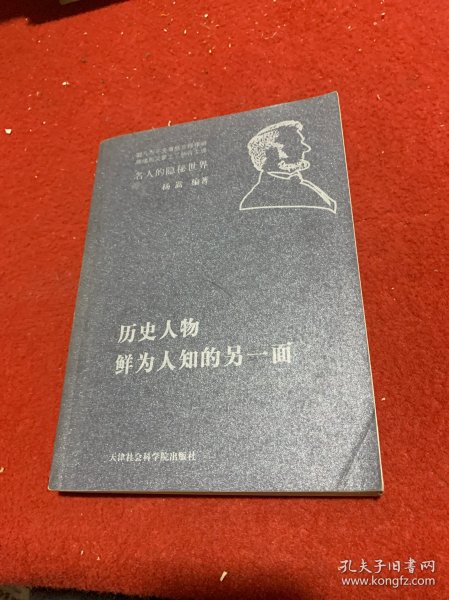 名人的隐秘世界
杨嵩 编著
历史人物
鲜为人知的另一面
天津社会科学院出版社
孔夫子旧书网
www.kongfz.com